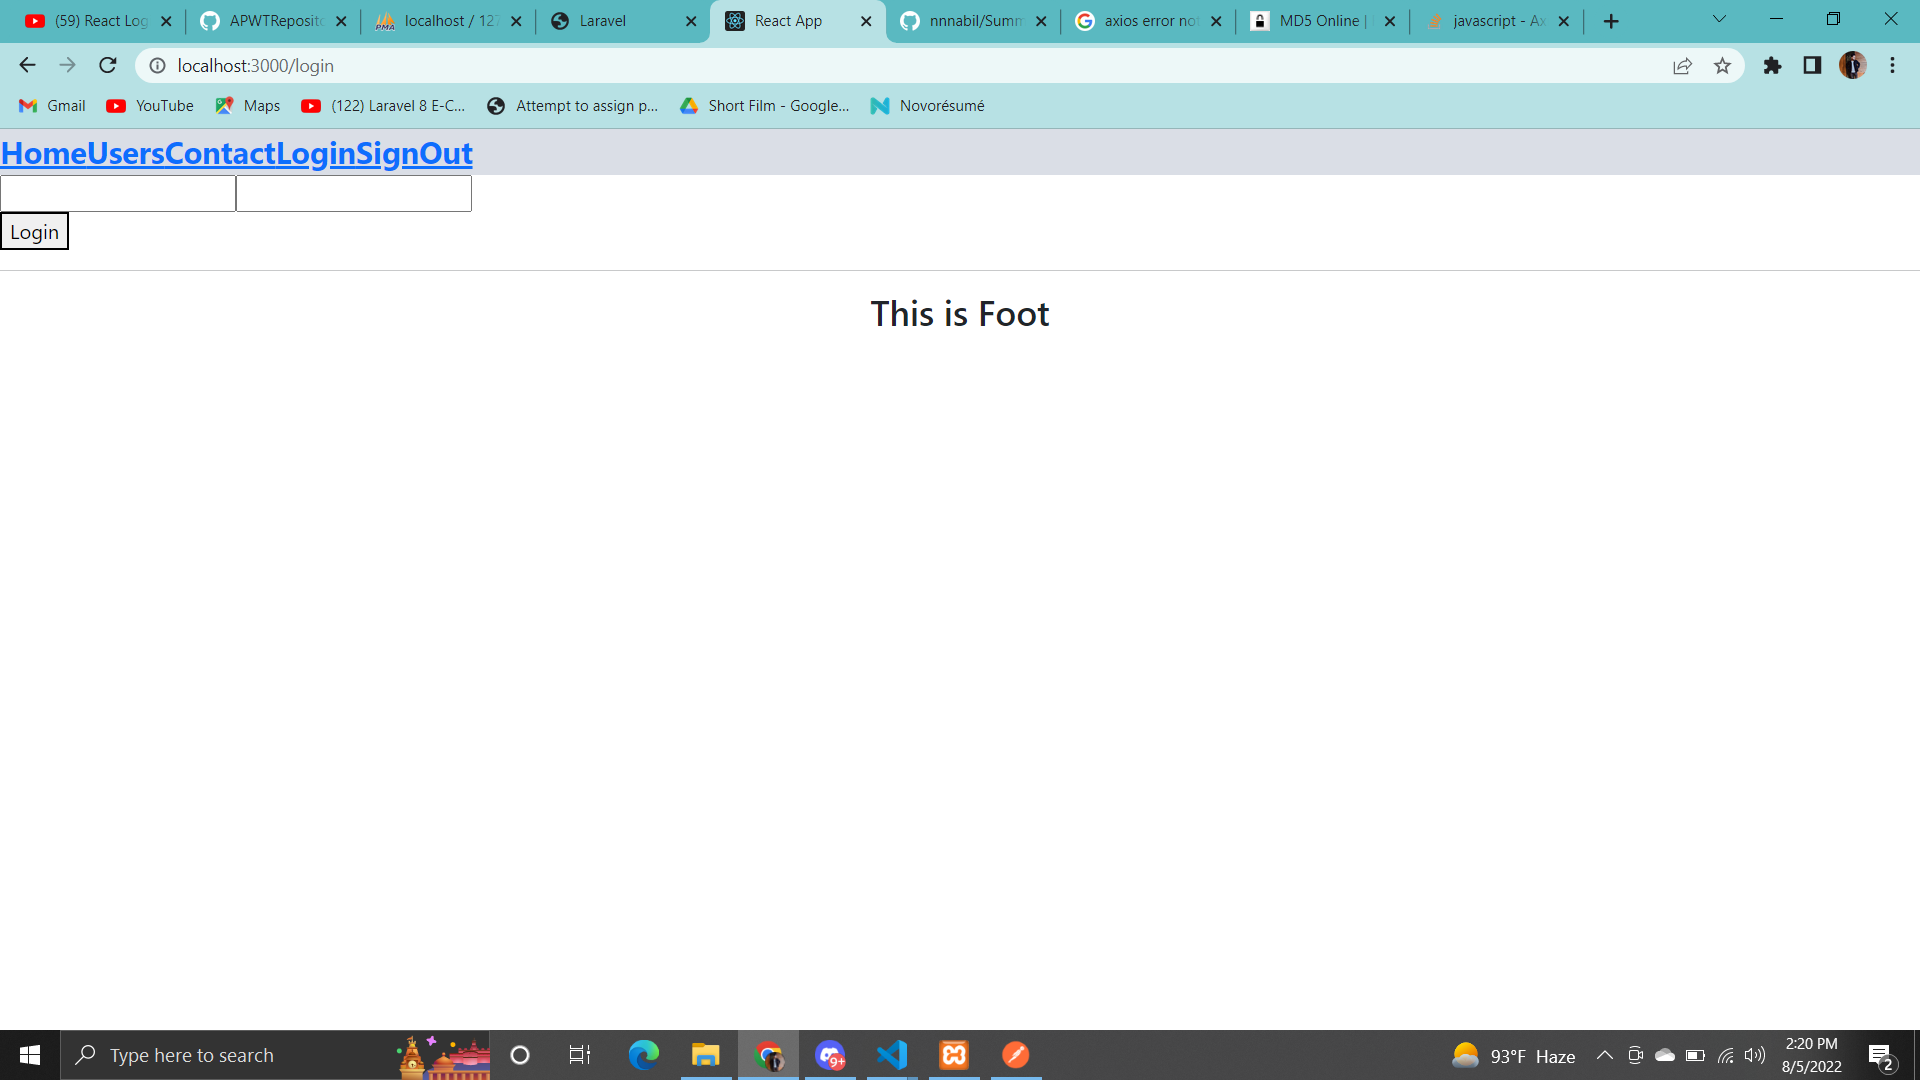 (59) React Log
APWTReposito
localhost / 127
Laravel
React App
nnnabil/Summ
axios error not
MD5 Online |
javascript - Ax
localhost:3000/login
Gmail
YouTube
Maps
(122) Laravel 8 E-C...
Attempt to assign p...
Short Film - Google...
Novorésumé
HomeUsersContactLoginSignOut
Login
This is Foot
Type here to search
9+
93°F Haze
2:20 PM
8/5/2022
2